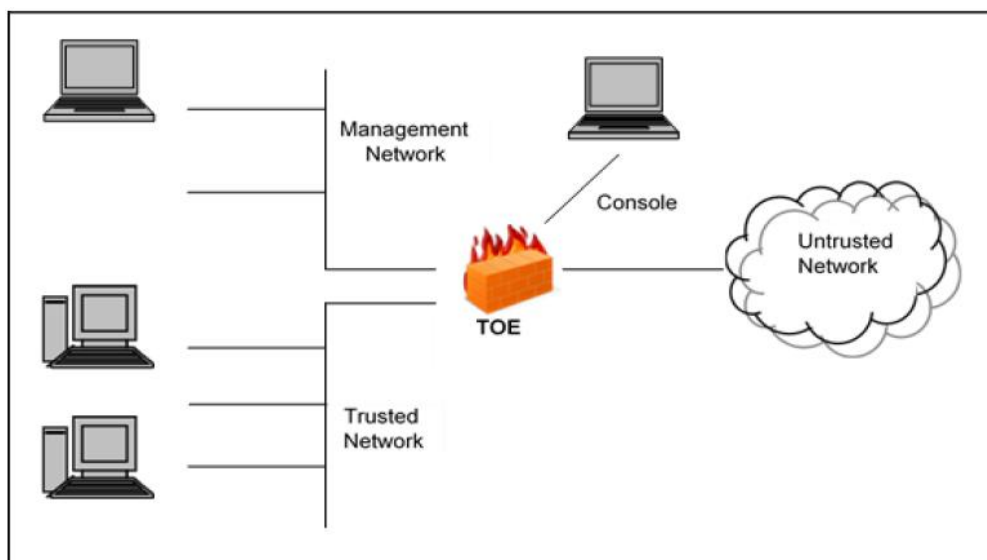 Management
Network
Console
Untrusted
Network
TOE
Trusted
Network